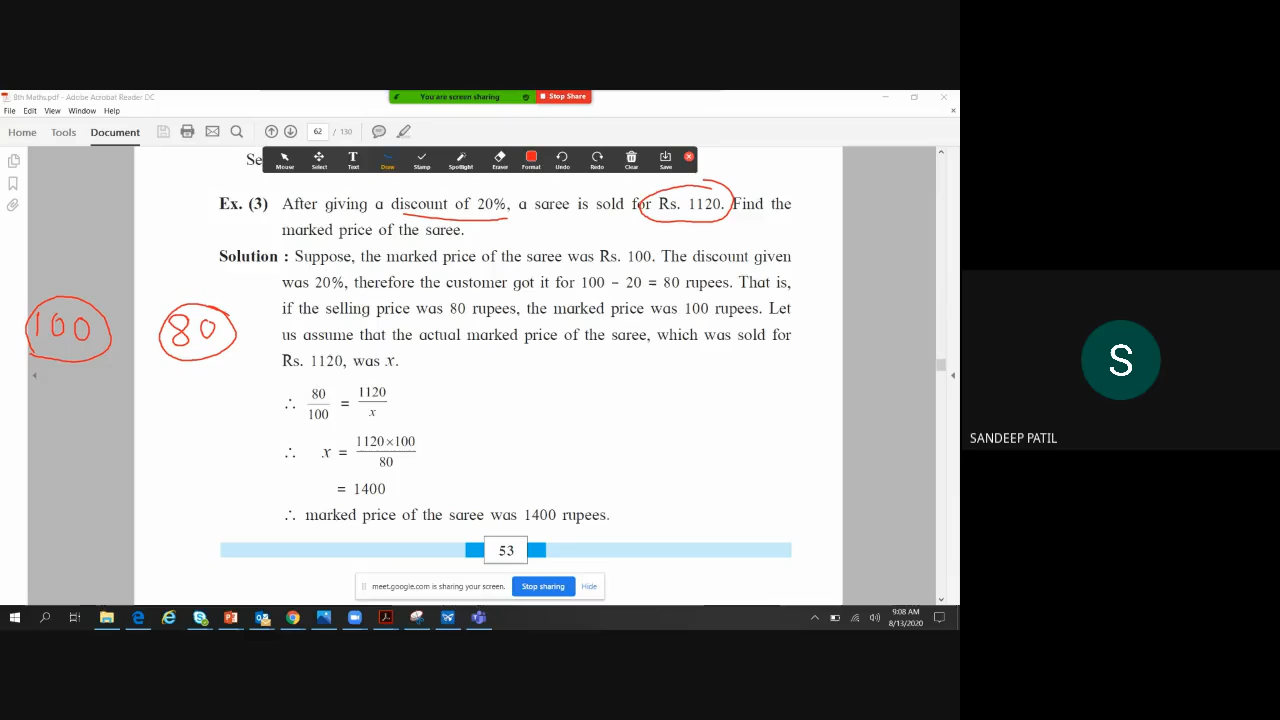 8th Maths.pdf - Adobe Acrobat Reader DC
You are screen sharing
Stop Share
File Edit View Window Help
Home Tools Document
62 / 130
Se
Mouse Select Text Draw Stamp Spotlight Eraser Format Undo Redo Clear Save
Ex. (3) After giving a discount of 20%, a saree is sold for Rs. 1120. Find the
marked price of the saree.
Solution : Suppose, the marked price of the saree was Rs. 100. The discount given
was 20%, therefore the customer got it for 100 − 20 = 80 rupees. That is,
if the selling price was 80 rupees, the marked price was 100 rupees. Let
us assume that the actual marked price of the saree, which was sold for
Rs. 1120, was x.
100 80
∴ 80/100 = 1120/x
∴ x = 1120×100/80
= 1400
∴ marked price of the saree was 1400 rupees.
53
meet.google.com is sharing your screen. Stop sharing Hide
9:08 AM
8/13/2020
S
SANDEEP PATIL